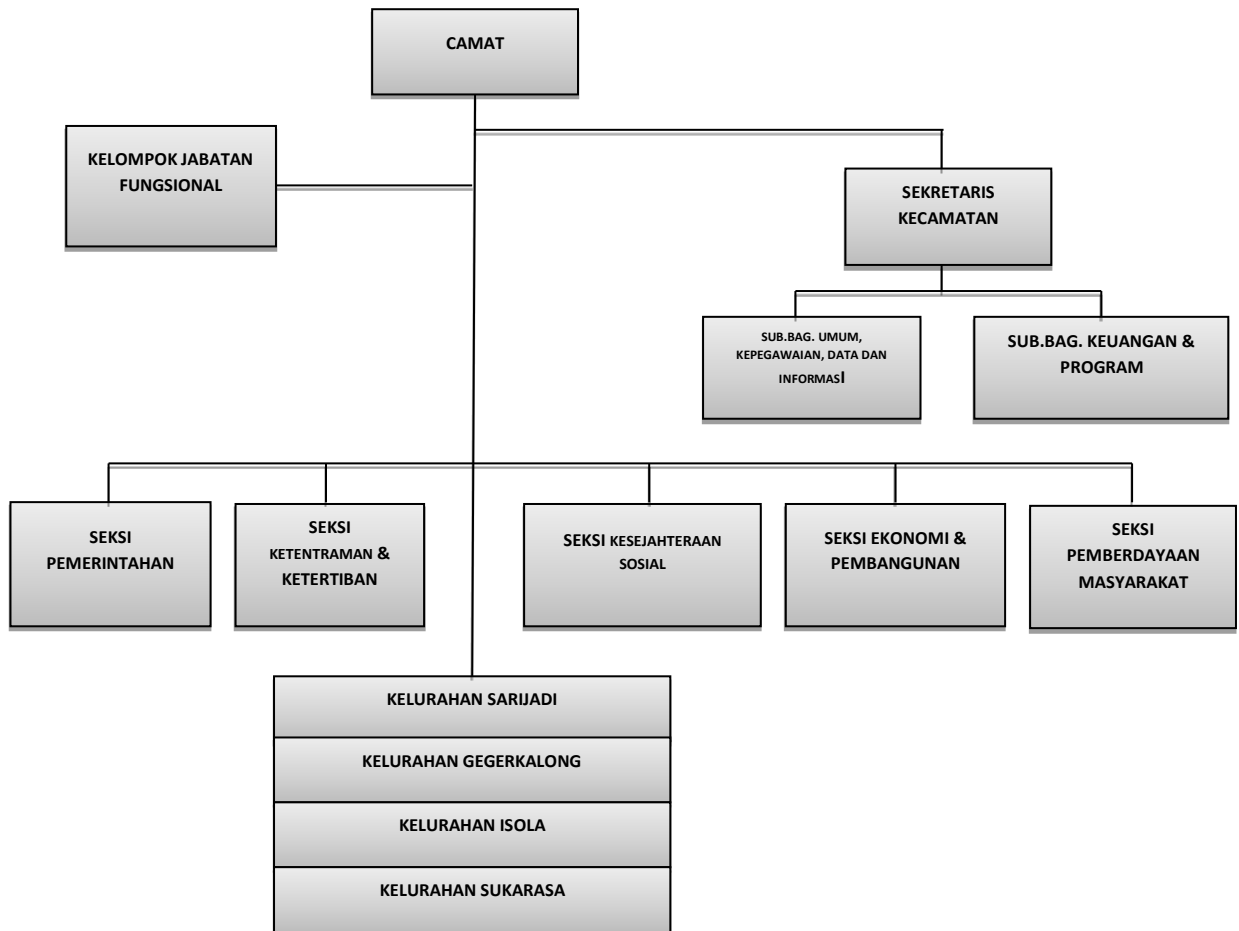 CAMAT
KELOMPOK JABATAN
FUNGSIONAL
SEKRETARIS
KECAMATAN
SUB.BAG. UMUM,
KEPEGAWAIAN, DATA DAN
INFORMASI
SUB.BAG. KEUANGAN &
PROGRAM
SEKSI
PEMERINTAHAN
SEKSI
KETENTRAMAN &
KETERTIBAN
SEKSI KESEJAHTERAAN
SOSIAL
SEKSI EKONOMI &
PEMBANGUNAN
SEKSI
PEMBERDAYAAN
MASYARAKAT
KELURAHAN SARIJADI
KELURAHAN GEGERKALONG
KELURAHAN ISOLA
KELURAHAN SUKARASA